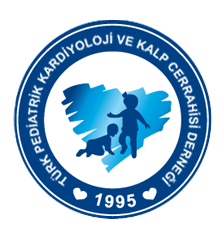 TÜRK PEDİATRİK KARDİYOLOJİ VE KALP CERRAHİSİ DERNEĞİ
1995